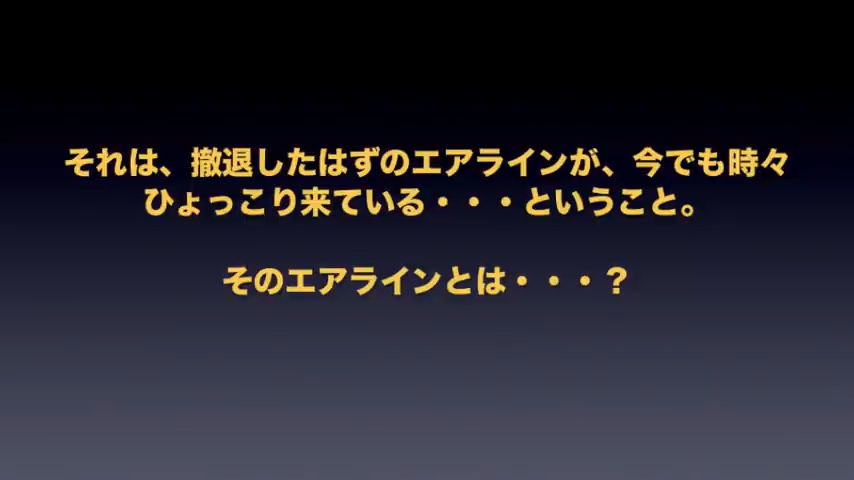 それは、撤退したはずのエアラインが、今でも時々
ひょっこり来ている・・・ということ。
そのエアラインとは・・・？